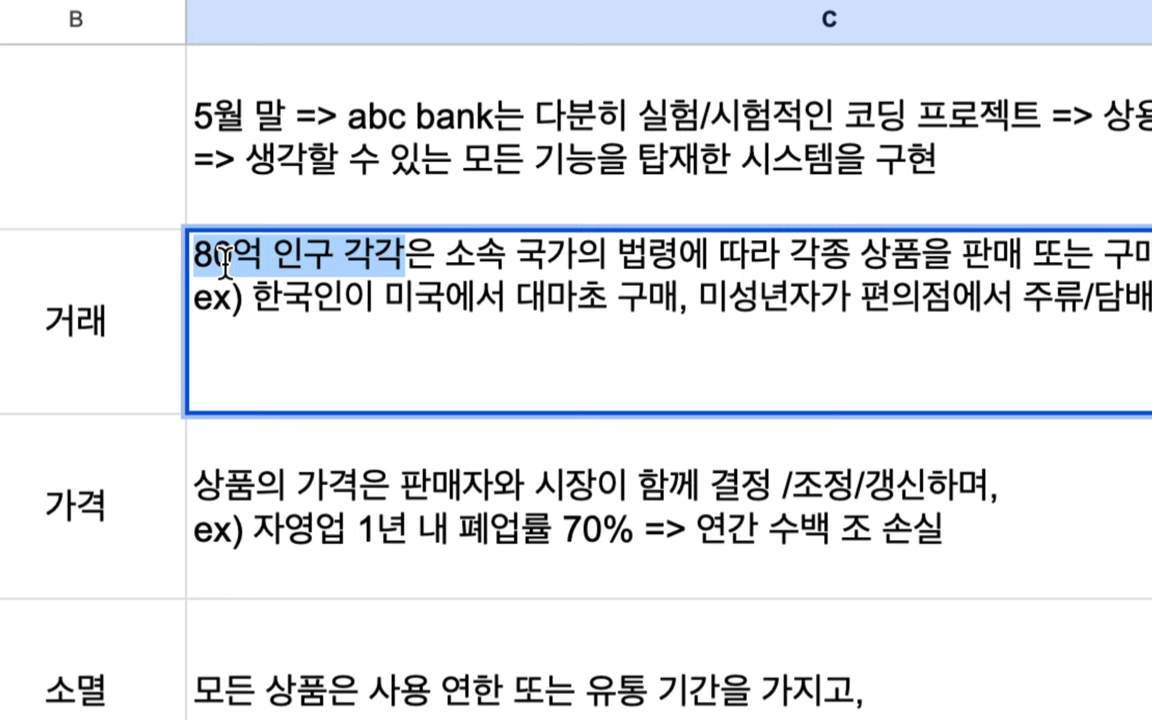 B
C
5월 말 => abc bank는 다분히 실험/시험적인 코딩 프로젝트 =>
=> 생각할 수 있는 모든 기능을 탑재한 시스템을 구현
거래
80억 인구 각각은 소속 국가의 법령에 따라 각종 상품을 판매 또는
ex) 한국인이 미국에서 대마초 구매, 미성년자가 편의점에서 주류/담배
가격
상품의 가격은 판매자와 시장이 함께 결정 /조정/갱신하며,
ex) 자영업 1년 내 폐업률 70% => 연간 수백 조 손실
소멸
모든 상품은 사용 연한 또는 유통 기간을 가지고,